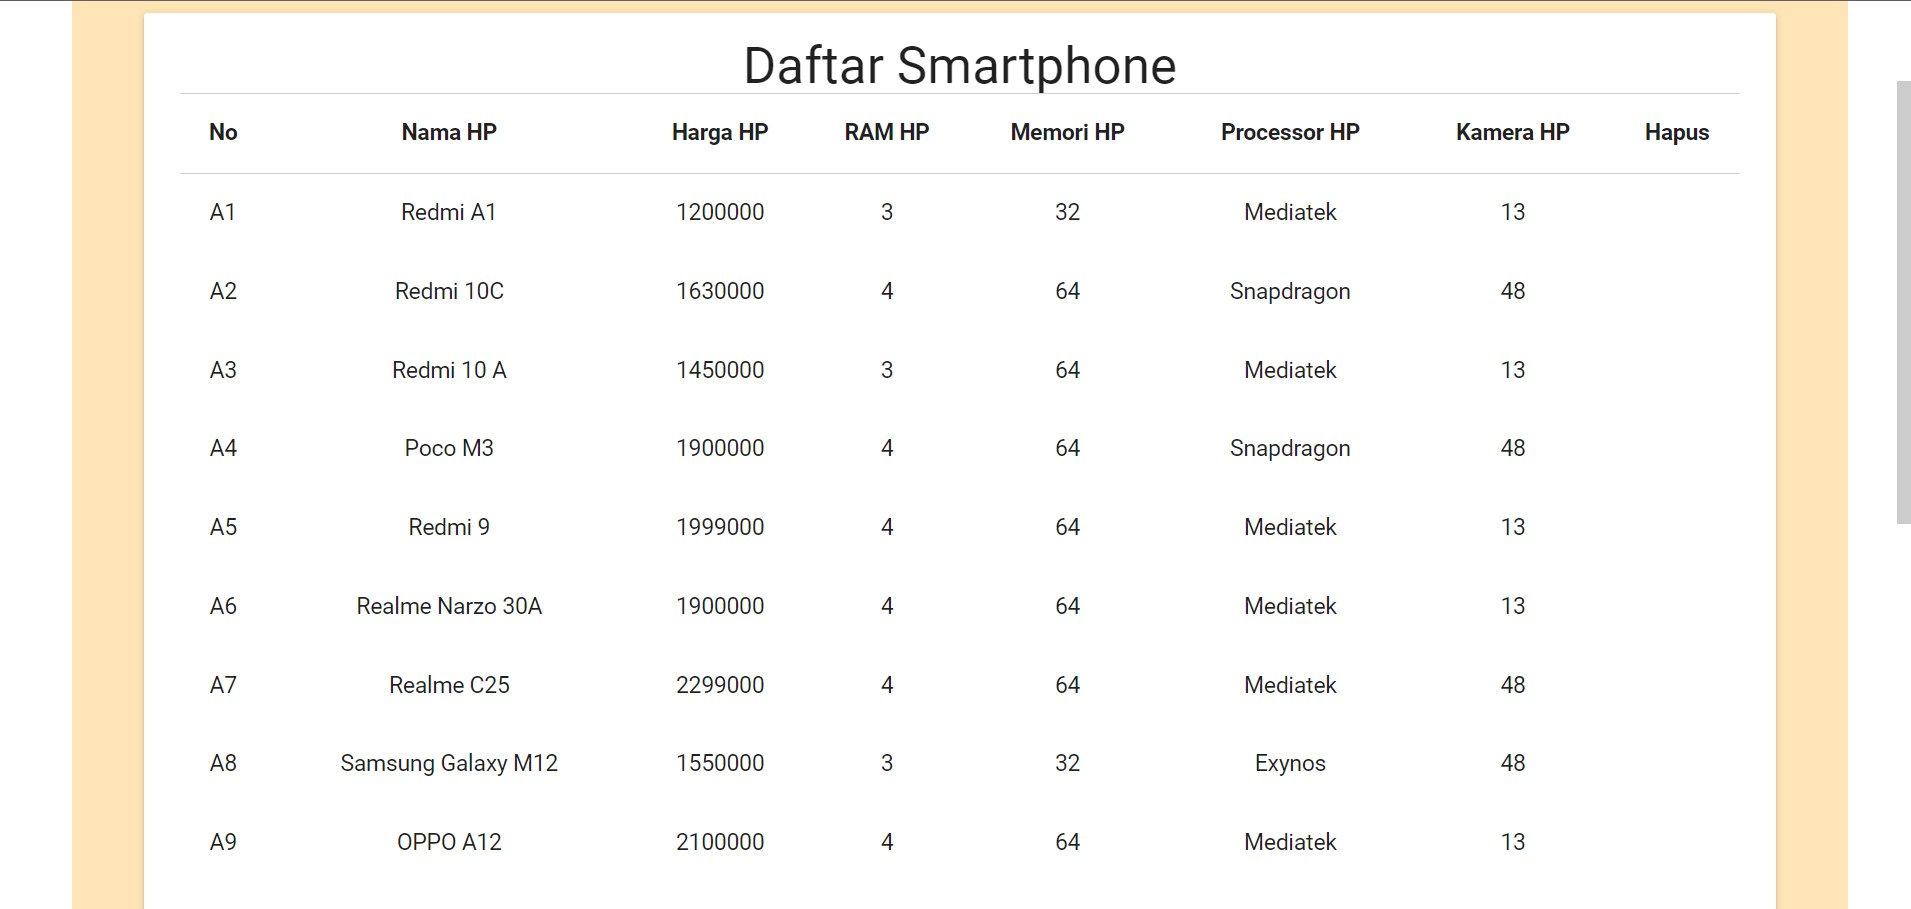 Daftar Smartphone
No Nama HP Harga HP RAM HP Memori HP Processor HP Kamera HP Hapus
A1 Redmi A1 1200000 3 32 Mediatek 13
A2 Redmi 10C 1630000 4 64 Snapdragon 48
A3 Redmi 10 A 1450000 3 64 Mediatek 13
A4 Poco M3 1900000 4 64 Snapdragon 48
A5 Redmi 9 1999000 4 64 Mediatek 13
A6 Realme Narzo 30A 1900000 4 64 Mediatek 13
A7 Realme C25 2299000 4 64 Mediatek 48
A8 Samsung Galaxy M12 1550000 3 32 Exynos 48
A9 OPPO A12 2100000 4 64 Mediatek 13